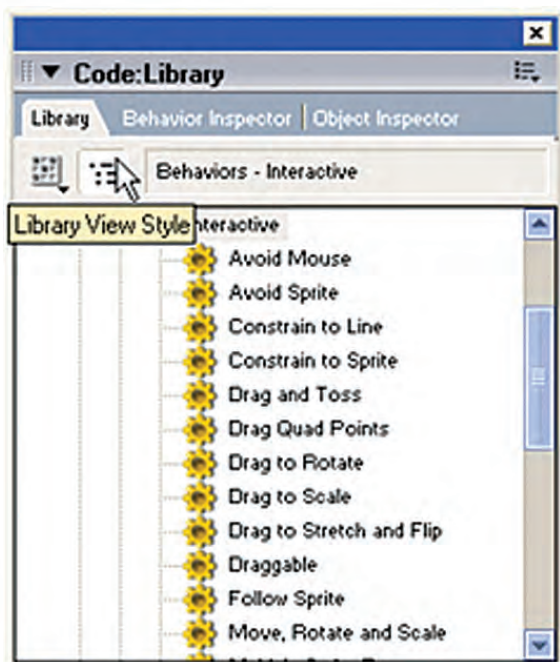 Code:Library
Library Behavior Inspector Object Inspector
Behaviors - Interactive
Library View Style
nteractive
Avoid Mouse
Avoid Sprite
Constrain to Line
Constrain to Sprite
Drag and Toss
Drag Quad Points
Drag to Rotate
Drag to Scale
Drag to Stretch and Flip
Draggable
Follow Sprite
Move, Rotate and Scale